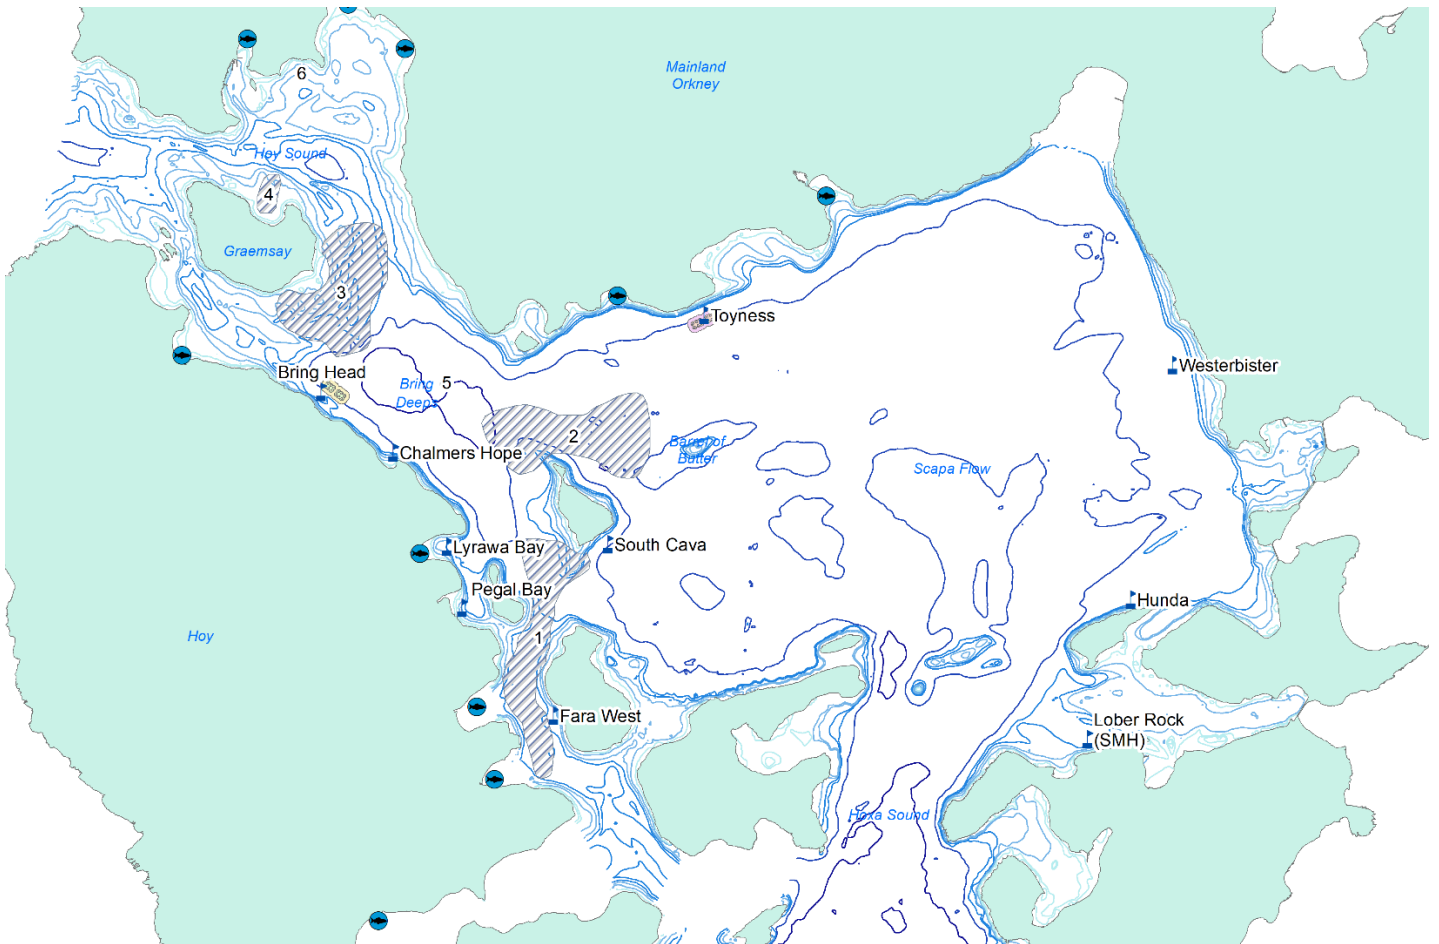 6
Mainland
Orkney
Hoy Sound
4
Graemsay
3
Toyness
Bring Head
Bring
Deeps
5
Westerbister
2
Barrel of
Butter
Chalmers Hope
Scapa Flow
Lyrawa Bay
South Cava
Pegal Bay
Hunda
Hoy
1
Fara West
Lober Rock
(SMH)
Hoxa Sound